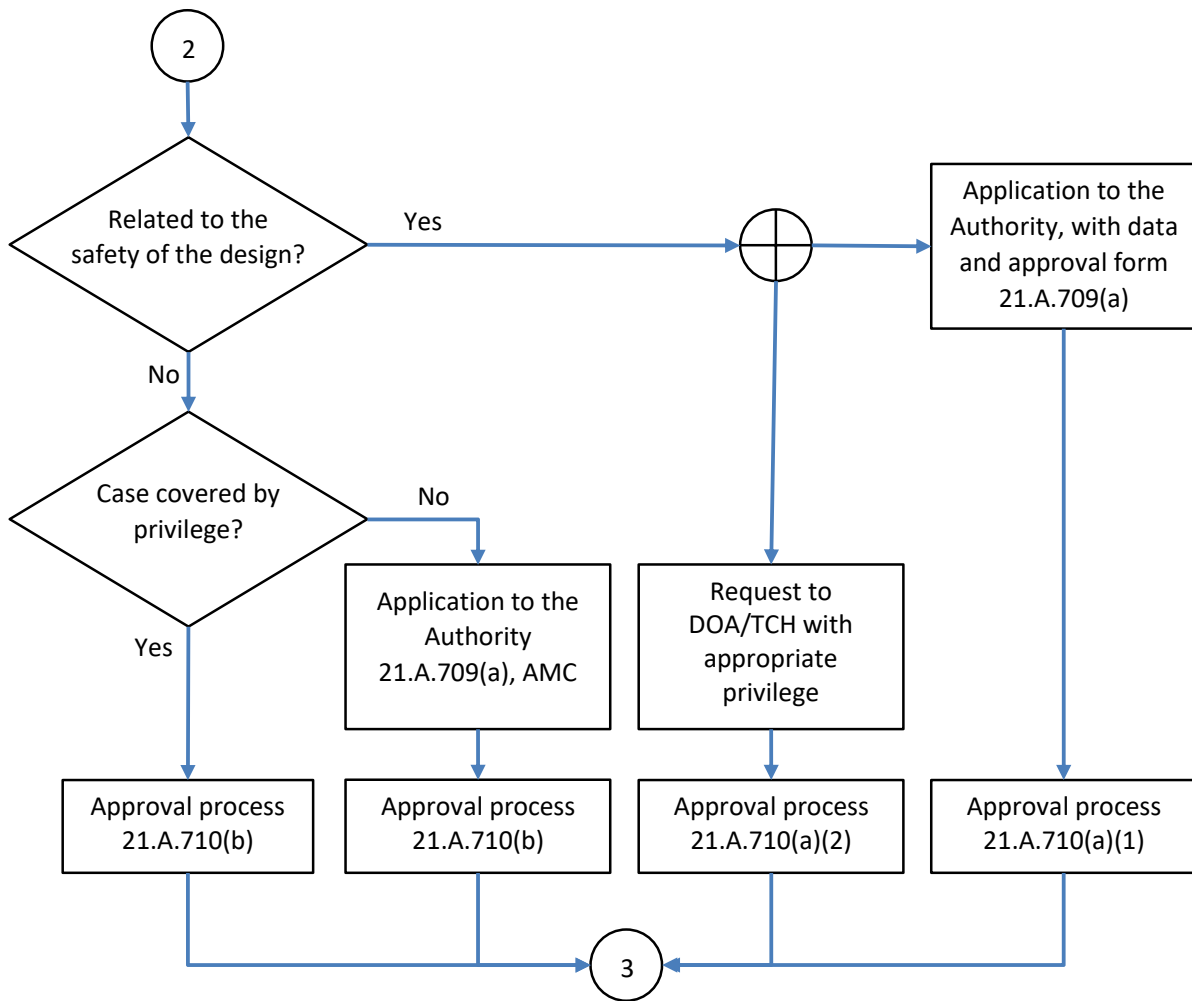 2
Related to the
safety of the design?
Yes
Application to the
Authority, with data
and approval form
21.A.709(a)
No
Case covered by
privilege?
No
Yes
Application to the
Authority
21.A.709(a), AMC
Request to
DOA/TCH with
appropriate
privilege
Approval process
21.A.710(b)
Approval process
21.A.710(b)
Approval process
21.A.710(a)(2)
Approval process
21.A.710(a)(1)
3